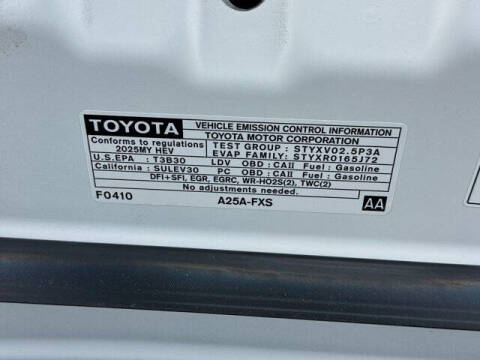 TOYOTA VEHICLE EMISSION CONTROL INFORMATION
TOYOTA MOTOR CORPORATION
Conforms to regulations 2025MY HEV
TEST GROUP : STYXV02.5P3A
EVAP FAMILY: STYXR0165J72
U.S.EPA : T3B30 LDV OBD : CAII Fuel : Gasoline
California : SULEV30 PC OBD : CAII Fuel : Gasoline
DFI+SFI, EGR, EGRC, WR-HO2S(2), TWC(2)
No adjustments needed.
F0410 A25A-FXS AA